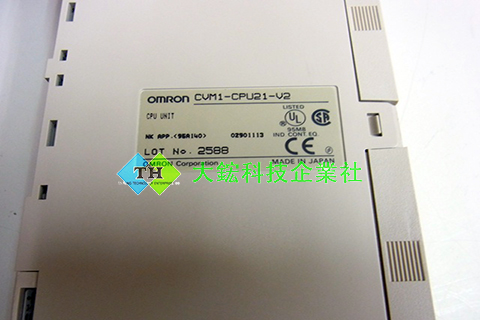 OMRON CVM1-CPU21-V2
CPU UNIT
LISTED
UL
95M8
IND. CONT. EQ.
NK APP.<95A140> 02901113
LOT No. 2588
CE
OMRON Corporation
MADE IN JAPAN
TH
大鋐科技企業社